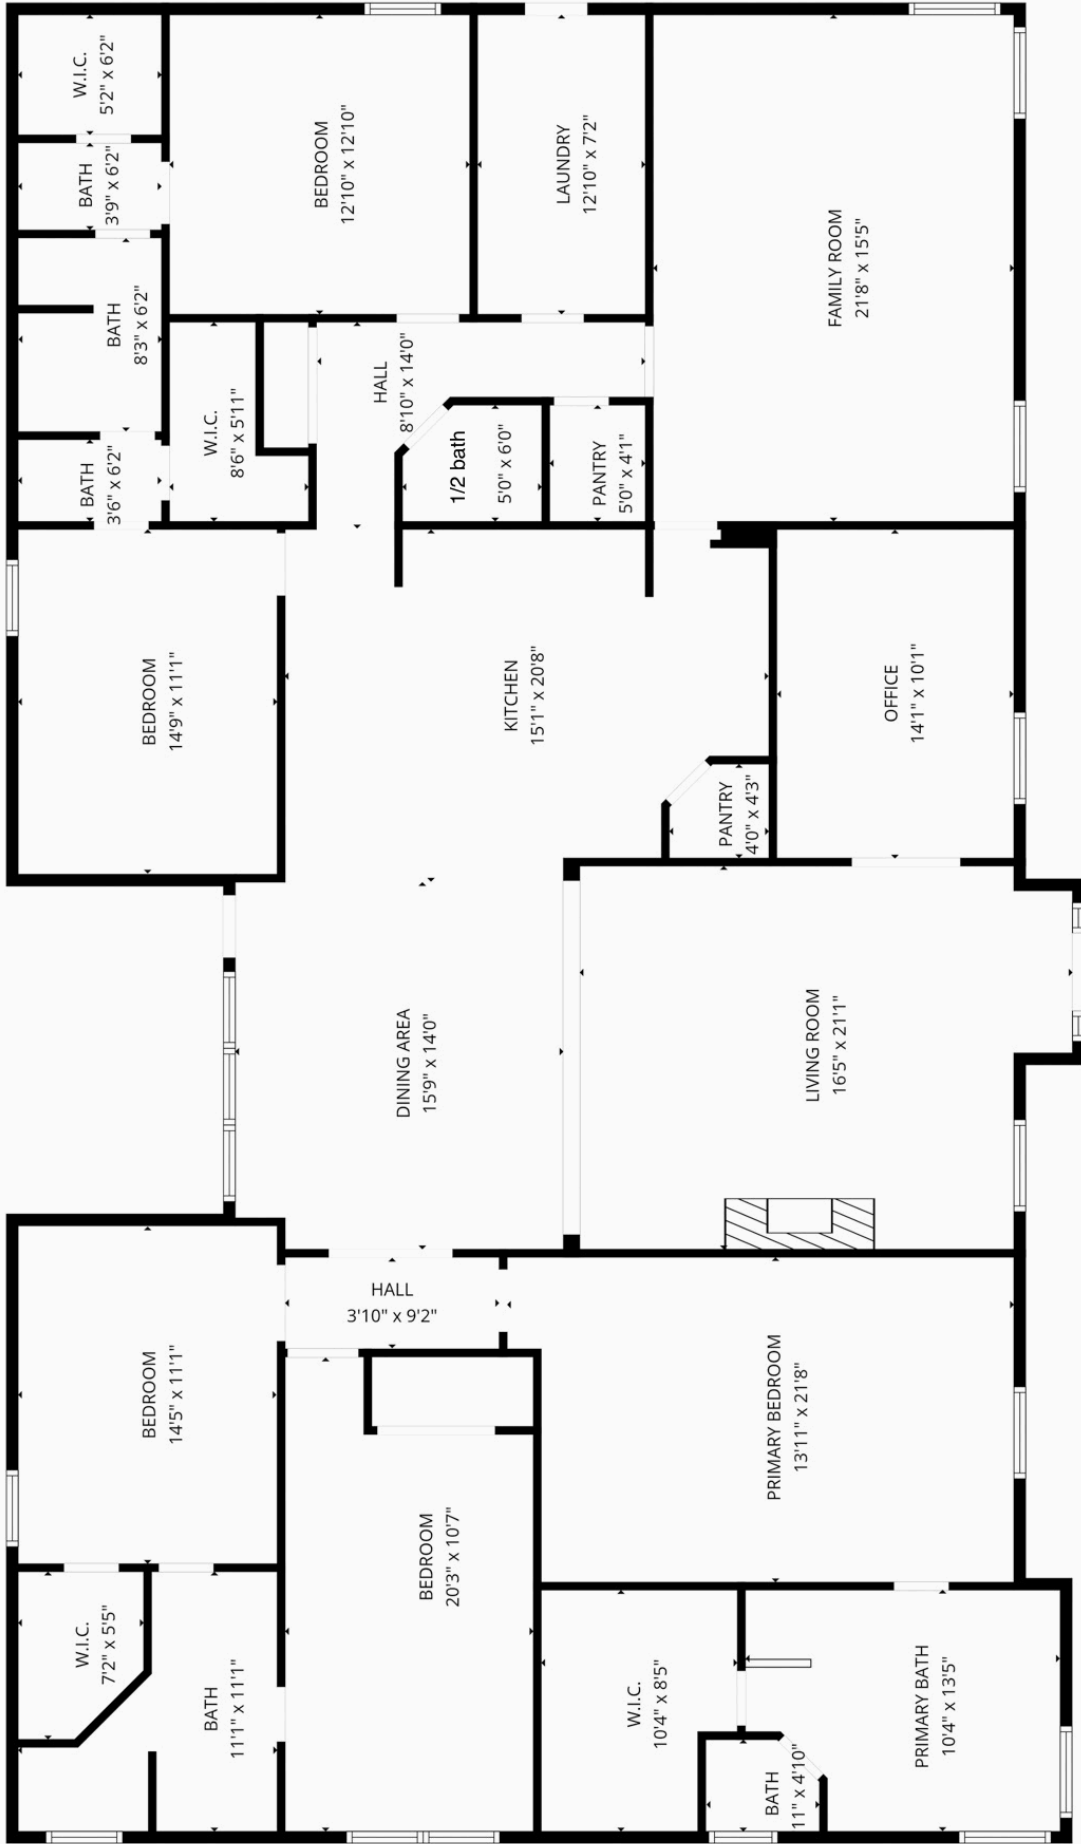 W.I.C.
5'2" x 6'2"
BATH
3'9" x 6'2"
BATH
8'3" x 6'2"
BATH
3'6" x 6'2"
BEDROOM
12'10" x 12'10"
LAUNDRY
12'10" x 7'2"
FAMILY ROOM
21'8" x 15'5"
W.I.C.
8'6" x 5'11"
HALL
8'10" x 14'0"
1/2 bath
5'0" x 6'0"
PANTRY
5'0" x 4'1"
BEDROOM
14'9" x 11'1"
KITCHEN
15'1" x 20'8"
OFFICE
14'1" x 10'1"
PANTRY
4'0" x 4'3"
DINING AREA
15'9" x 14'0"
LIVING ROOM
16'5" x 21'1"
HALL
3'10" x 9'2"
BEDROOM
14'5" x 11'1"
PRIMARY BEDROOM
13'11" x 21'8"
BEDROOM
20'3" x 10'7"
W.I.C.
7'2" x 5'5"
BATH
11'1" x 11'1"
W.I.C.
10'4" x 8'5"
PRIMARY BATH
10'4" x 13'5"
BATH
11" x 4'10"